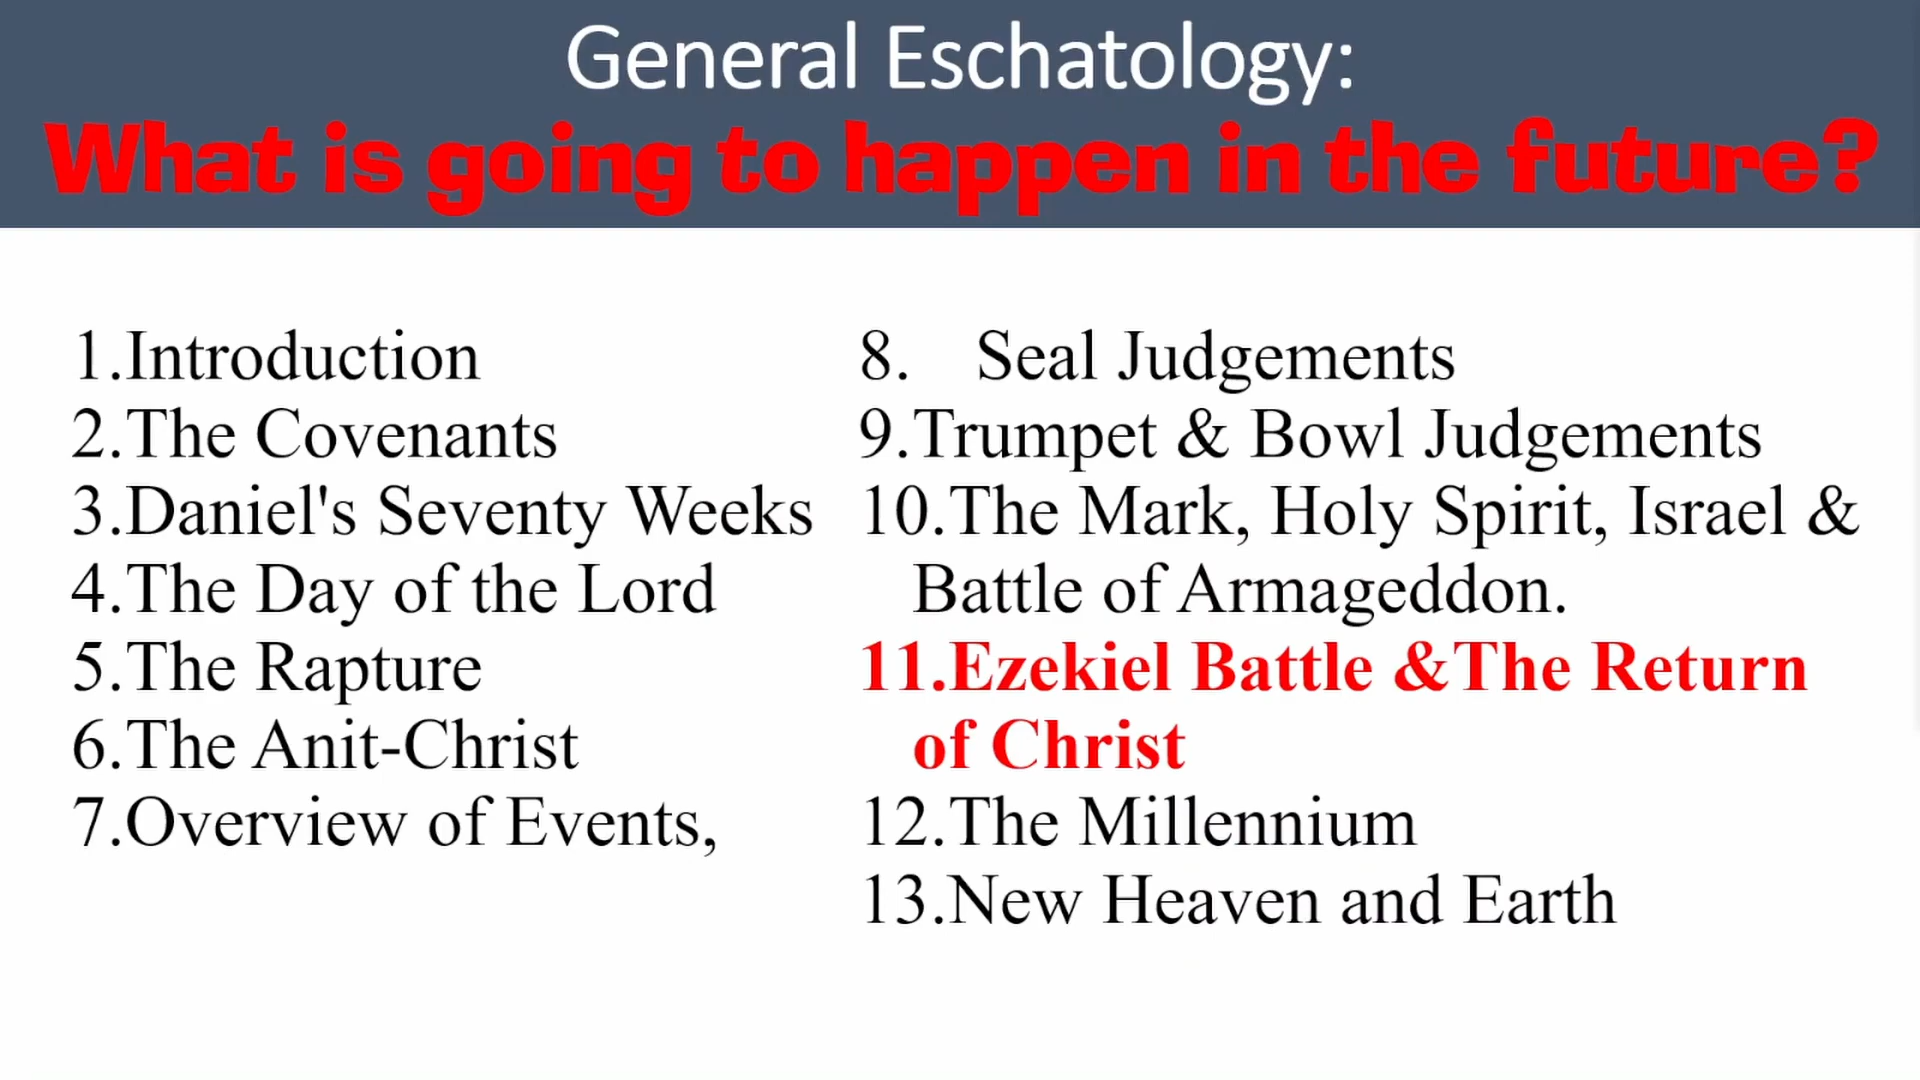 General Eschatology:
What is going to happen in the future?
1.Introduction
2.The Covenants
3.Daniel's Seventy Weeks
4.The Day of the Lord
5.The Rapture
6.The Anit-Christ
7.Overview of Events,
8. Seal Judgements
9.Trumpet & Bowl Judgements
10.The Mark, Holy Spirit, Israel &
Battle of Armageddon.
11.Ezekiel Battle &The Return
of Christ
12.The Millennium
13.New Heaven and Earth